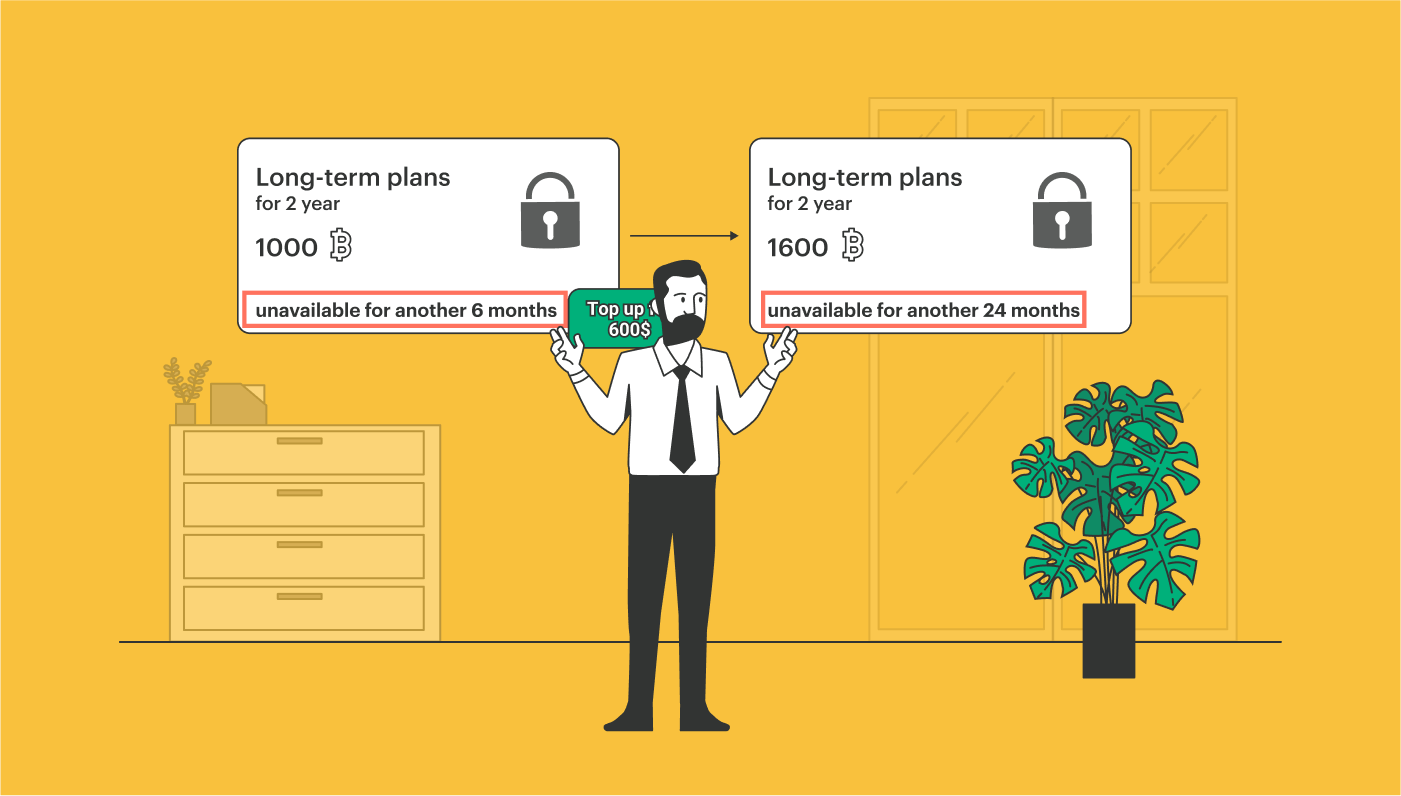 Long-term plans
for 2 year
1000 ₿
unavailable for another 6 months
Top up
600$
Long-term plans
for 2 year
1600 ₿
unavailable for another 24 months